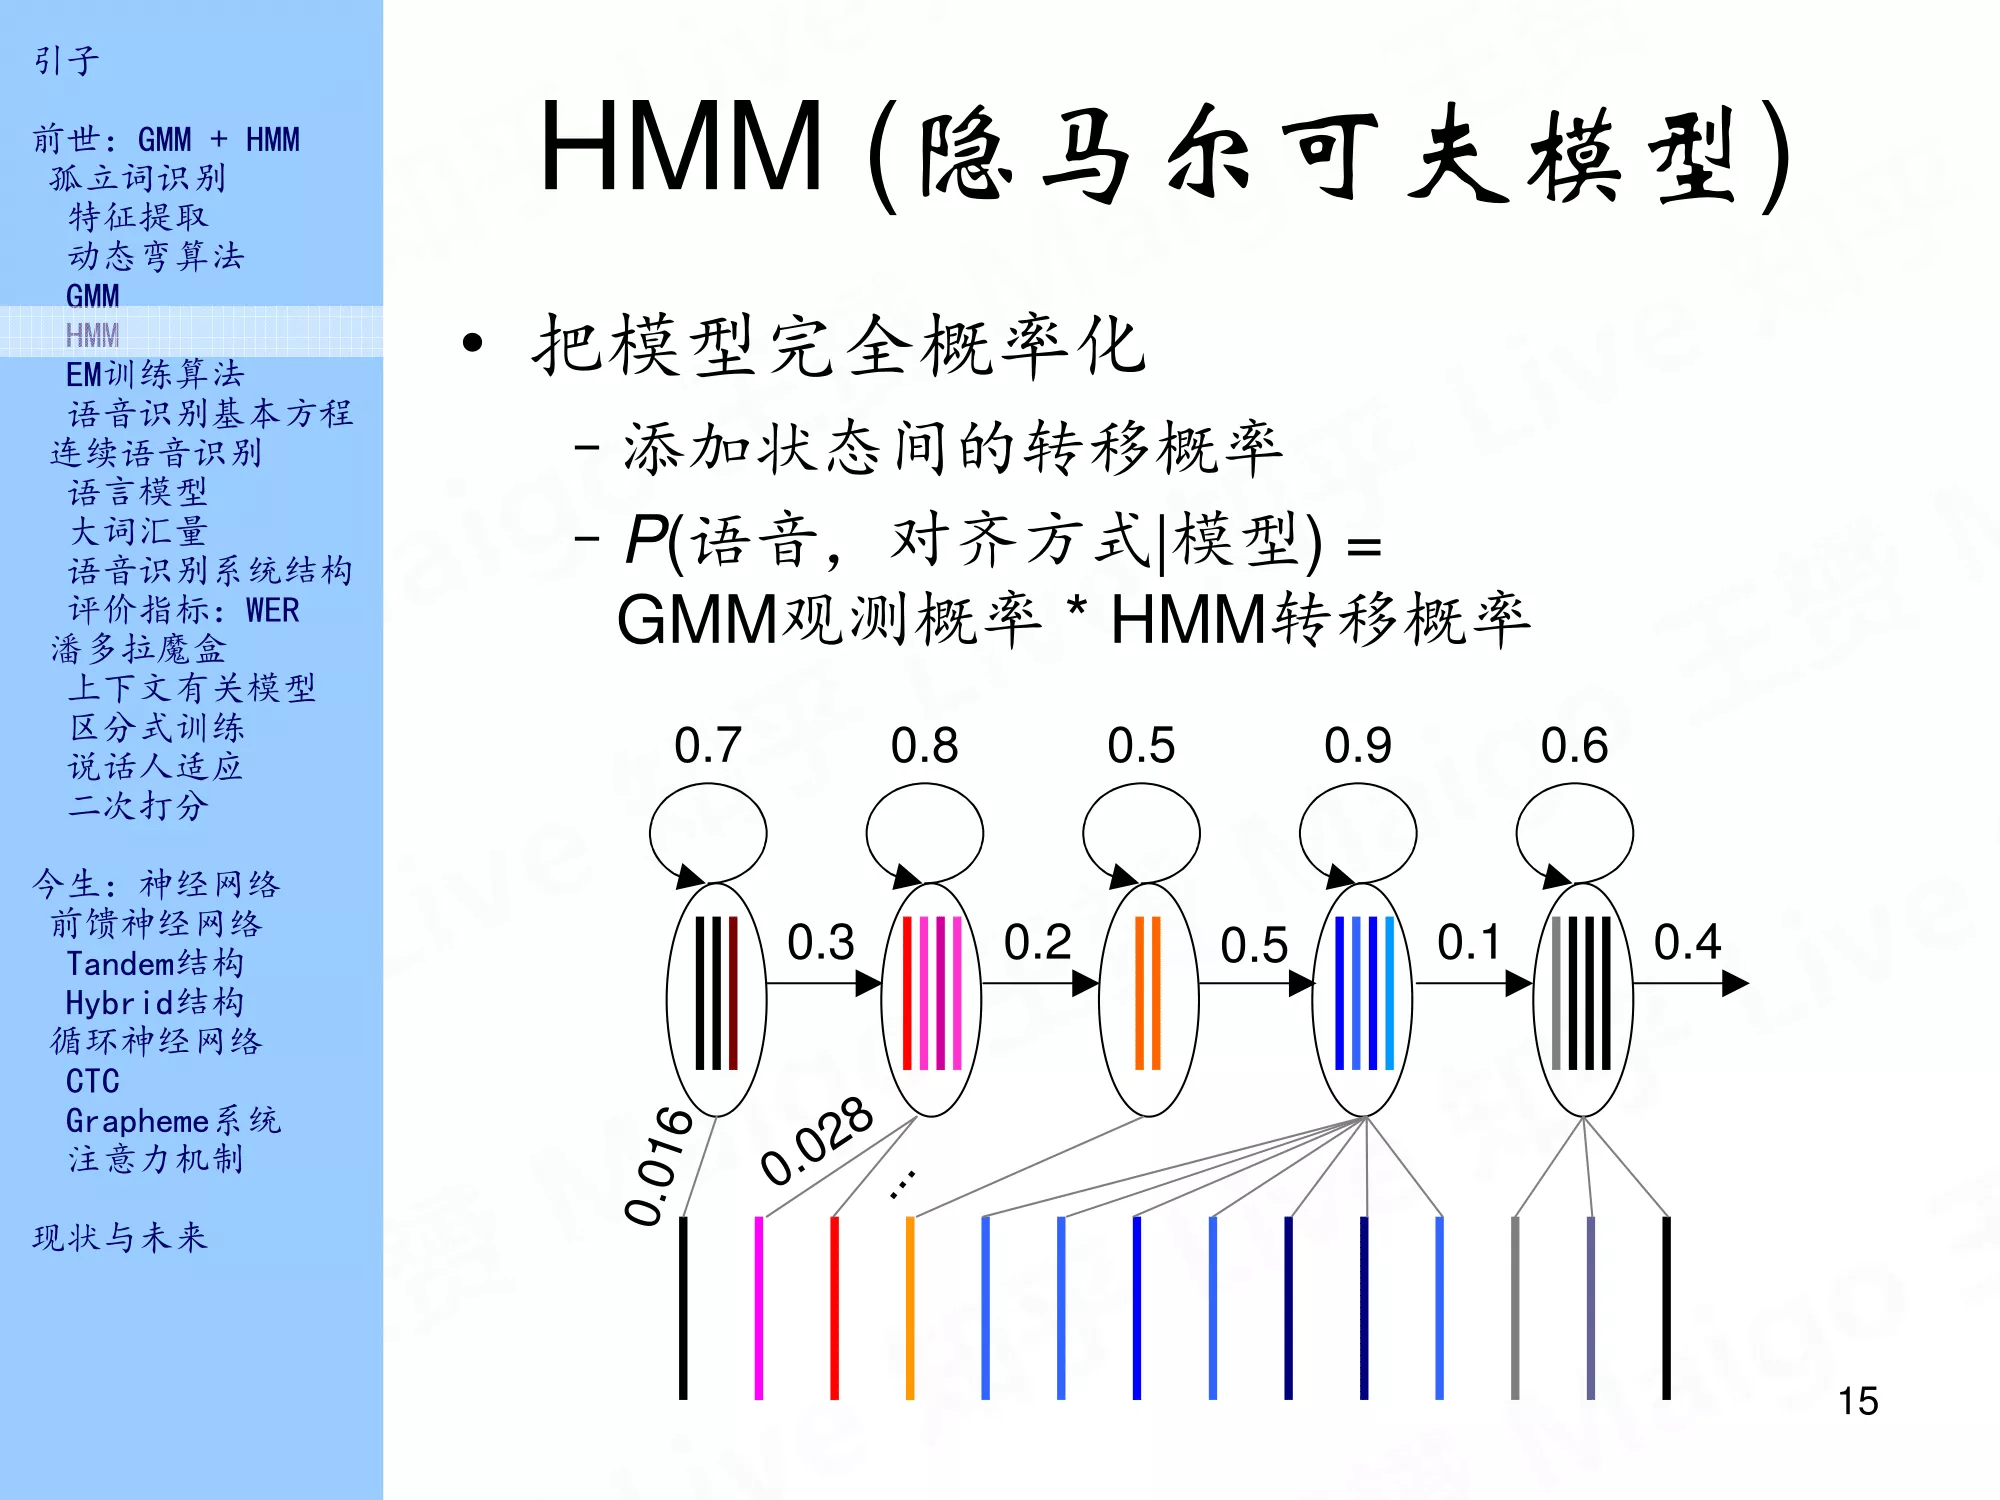 引子
前世：GMM + HMM
孤立词识别
特征提取
动态弯算法
GMM
HMM
EM训练算法
语音识别基本方程
连续语音识别
语言模型
大词汇量
语音识别系统结构
评价指标：WER
潘多拉魔盒
上下文有关模型
区分式训练
说话人适应
二次打分
今生：神经网络
前馈神经网络
Tandem结构
Hybrid结构
循环神经网络
CTC
Grapheme系统
注意力机制
现状与未来
HMM (隐马尔可夫模型)
• 把模型完全概率化
– 添加状态间的转移概率
– P(语音，对齐方式|模型) =
GMM观测概率 * HMM转移概率
0.7 0.8 0.5 0.9 0.6
0.3 0.2 0.5 0.1 0.4
0.016 0.028 ...
15
知乎 Live 王赟 Maigo